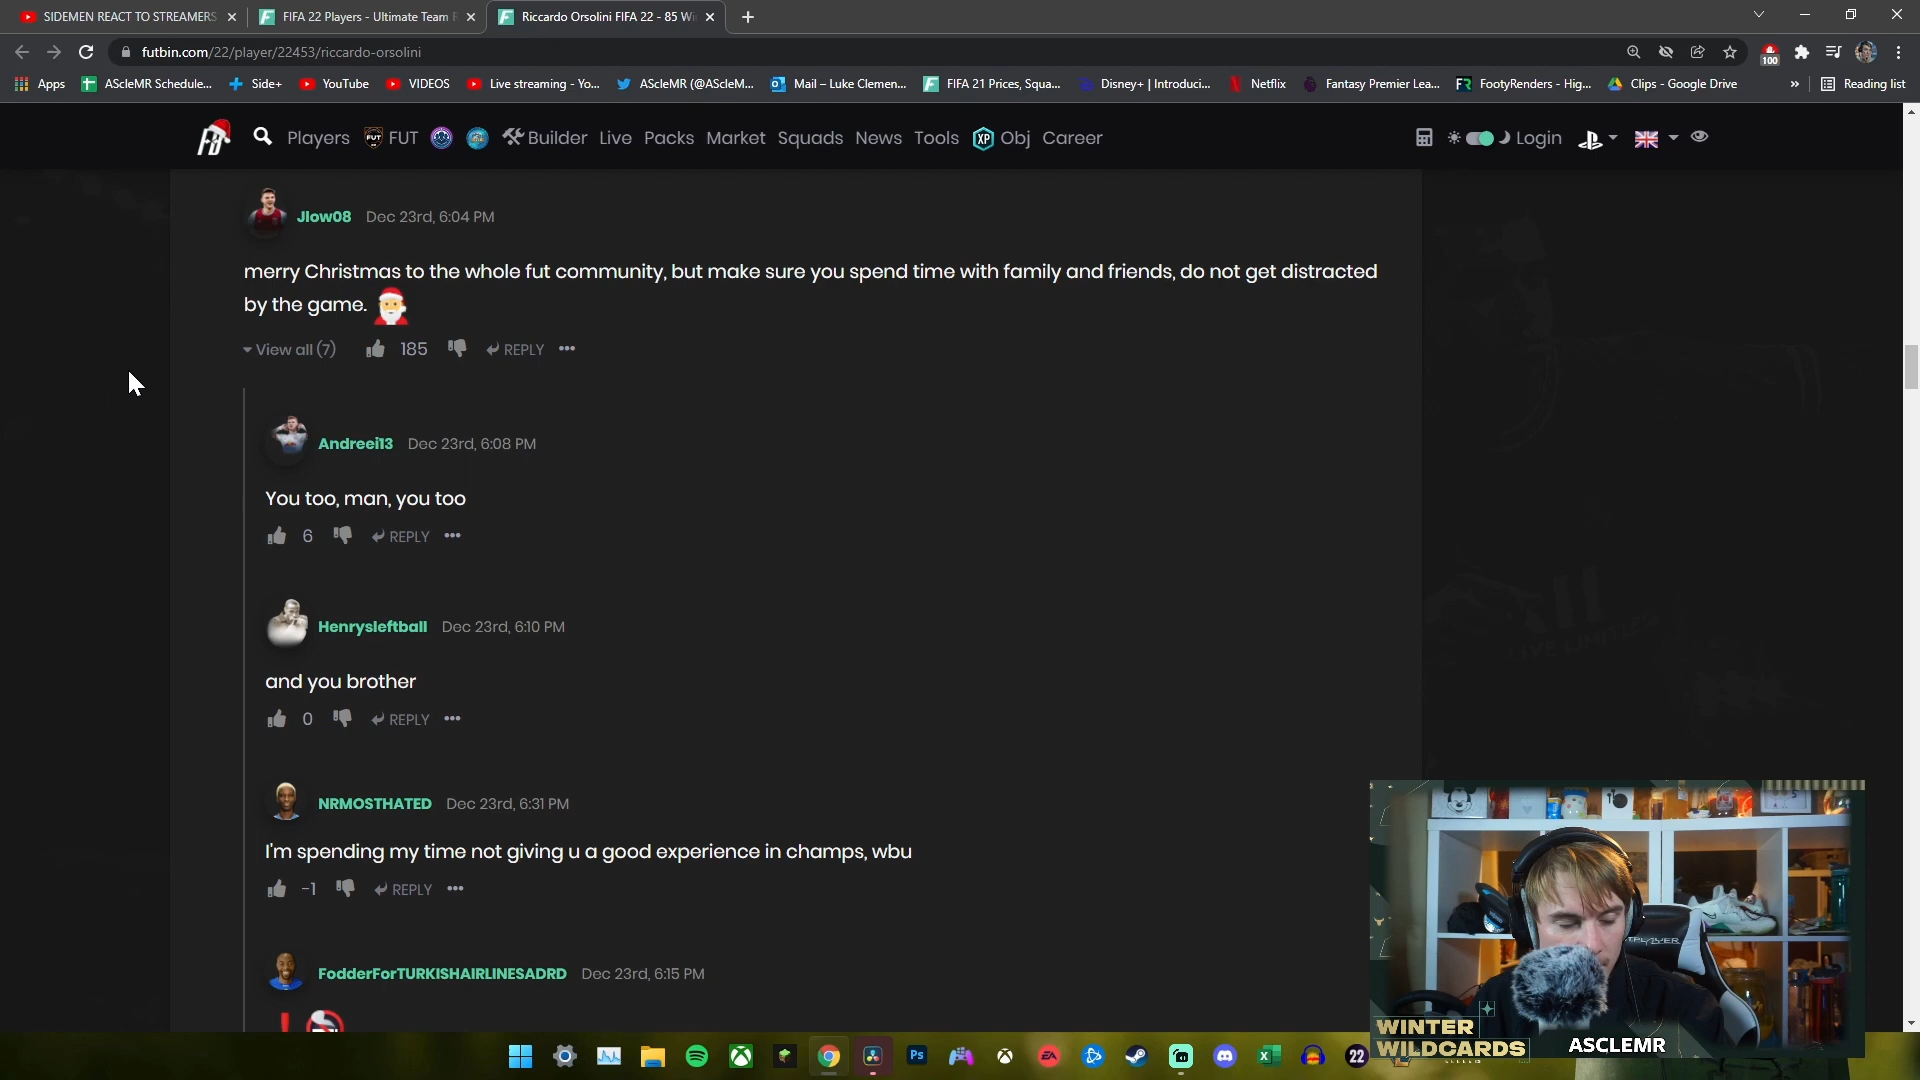 SIDEMEN REACT TO STREAMERS
FIFA 22 Players - Ultimate Team
Riccardo Orsolini FIFA 22 - 85 Wi
futbin.com/22/player/22453/riccardo-orsolini
100
Apps
AScleMR Schedule...
Side+
YouTube
VIDEOS
Live streaming - Yo...
AScleMR (@AScleM...
Mail – Luke Clemen...
FIFA 21 Prices, Squa...
Disney+ | Introduci...
Netflix
Fantasy Premier Lea...
FootyRenders - Hig...
Clips - Google Drive
»
Reading list
Players FUT Builder Live Packs Market Squads News Tools XP Obj Career
Login
Jlow08 Dec 23rd, 6:04 PM
merry Christmas to the whole fut community, but make sure you spend time with family and friends, do not get distracted
by the game.
View all (7) 185 REPLY •••
Andreei13 Dec 23rd, 6:08 PM
You too, man, you too
6 REPLY •••
Henrysleftball Dec 23rd, 6:10 PM
and you brother
0 REPLY •••
NRMOSTHATED Dec 23rd, 6:31 PM
I'm spending my time not giving u a good experience in champs, wbu
-1 REPLY •••
FodderForTURKISHAIRLINESADRD Dec 23rd, 6:15 PM
WINTER
WILDCARDS
ASCLEMR
Ps
EA
22